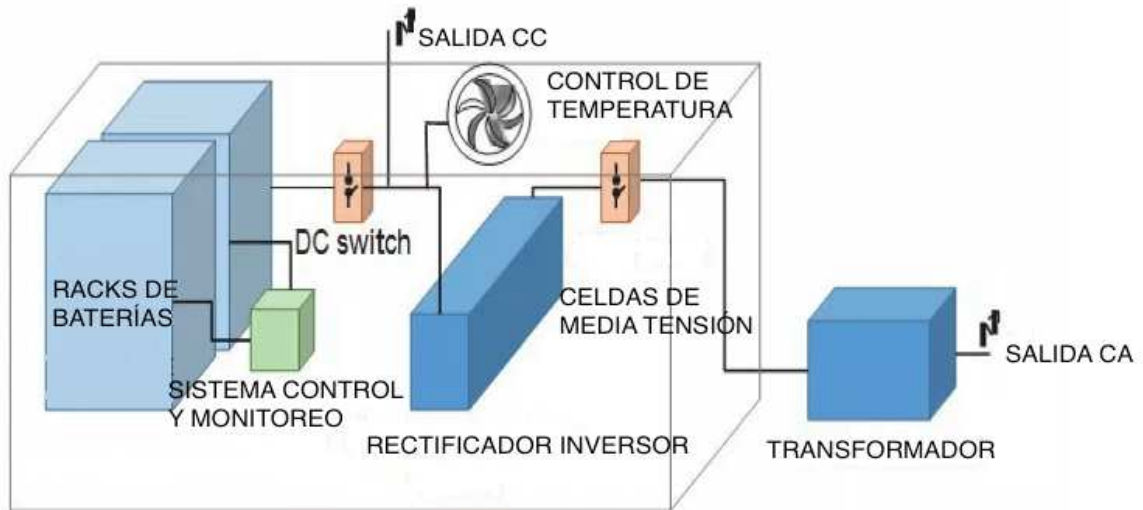 SALIDA CC
CONTROL DE
TEMPERATURA
DC switch
RACKS DE
BATERÍAS
CELDAS DE
MEDIA TENSIÓN
SISTEMA CONTROL
Y MONITOREO
RECTIFICADOR INVERSOR
TRANSFORMADOR
SALIDA CA